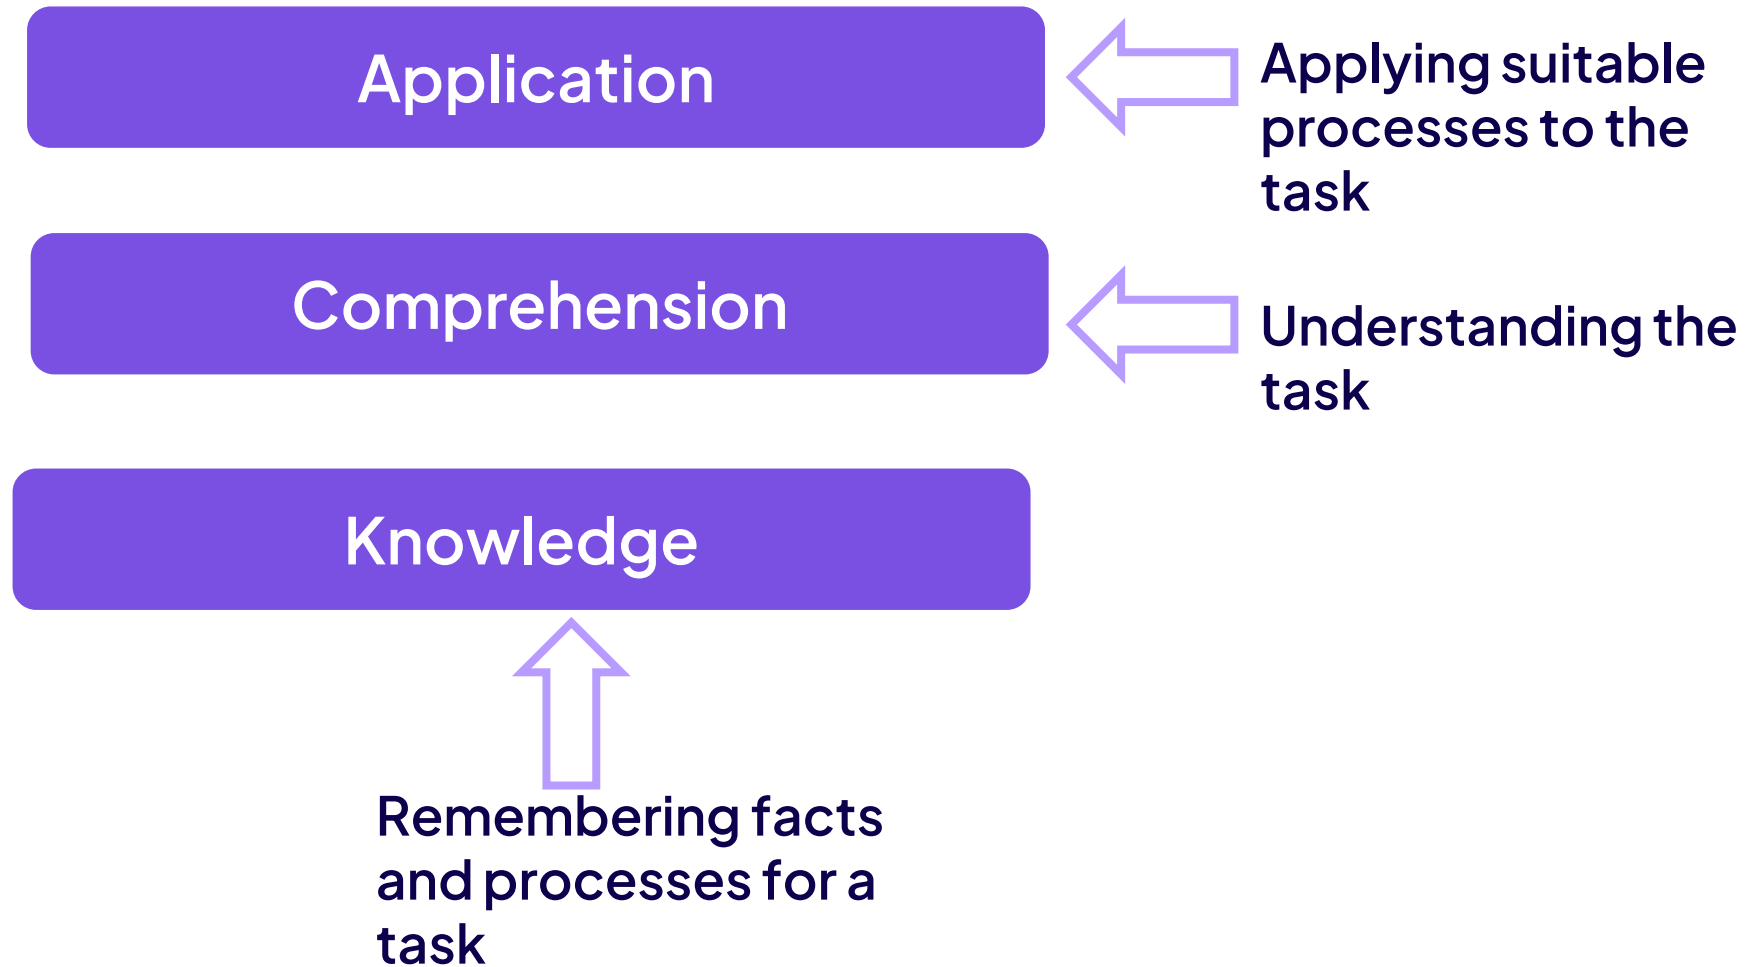 Application
Applying suitable
processes to the
task
Comprehension
Understanding the
task
Knowledge
Remembering facts
and processes for a
task